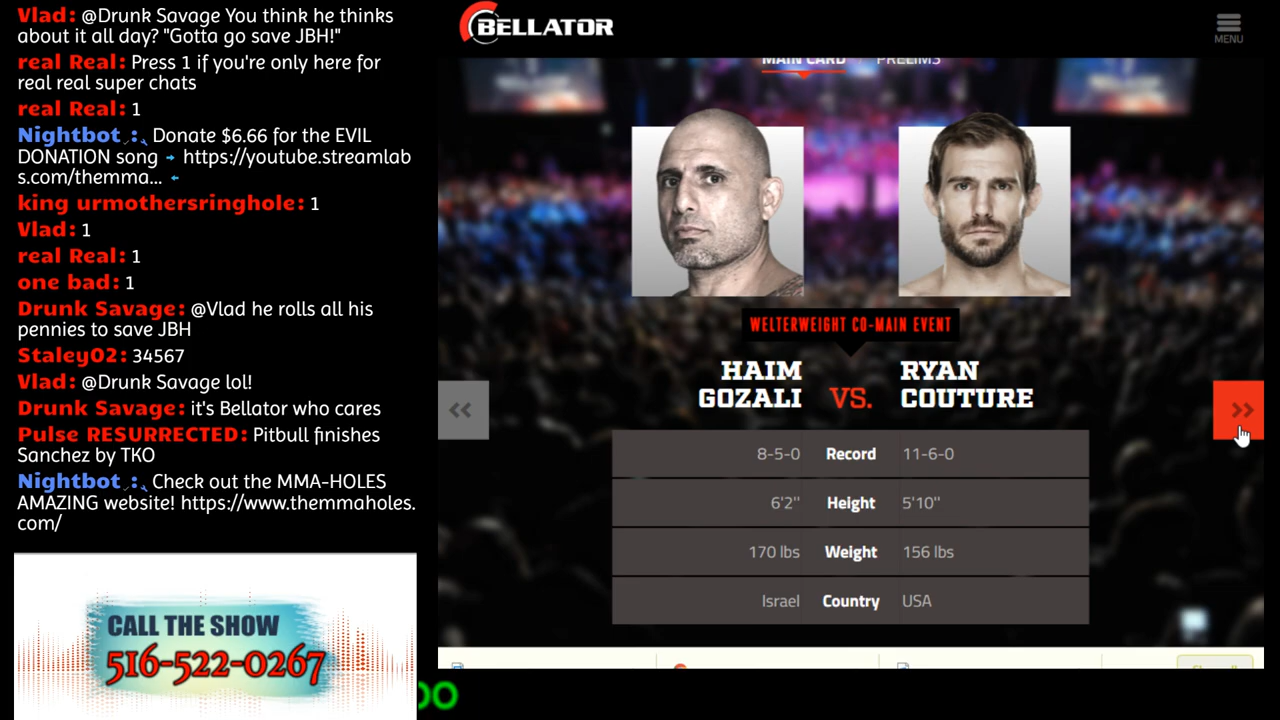 Vlad: @Drunk Savage You think he thinks
about it all day? "Gotta go save JBH!"
real Real: Press 1 if you're only here for
real real super chats
real Real: 1
Nightbot : Donate $6.66 for the EVIL
DONATION song → https://youtube.streamlab
s.com/themma... ←
king urmothersringhole: 1
Vlad: 1
real Real: 1
one bad: 1
Drunk Savage: @Vlad he rolls all his
pennies to save JBH
Staley02: 34567
Vlad: @Drunk Savage lol!
Drunk Savage: it's Bellator who cares
Pulse RESURRECTED: Pitbull finishes
Sanchez by TKO
Nightbot : Check out the MMA-HOLES
AMAZING website! https://www.themmaholes.
com/
CALL THE SHOW
516-522-0267
BELLATOR
MENU
MAIN CARD / PRELIMS
WELTERWEIGHT CO-MAIN EVENT
HAIM GOZALI VS. RYAN COUTURE
8-5-0 Record 11-6-0
6'2" Height 5'10"
170 lbs Weight 156 lbs
Israel Country USA